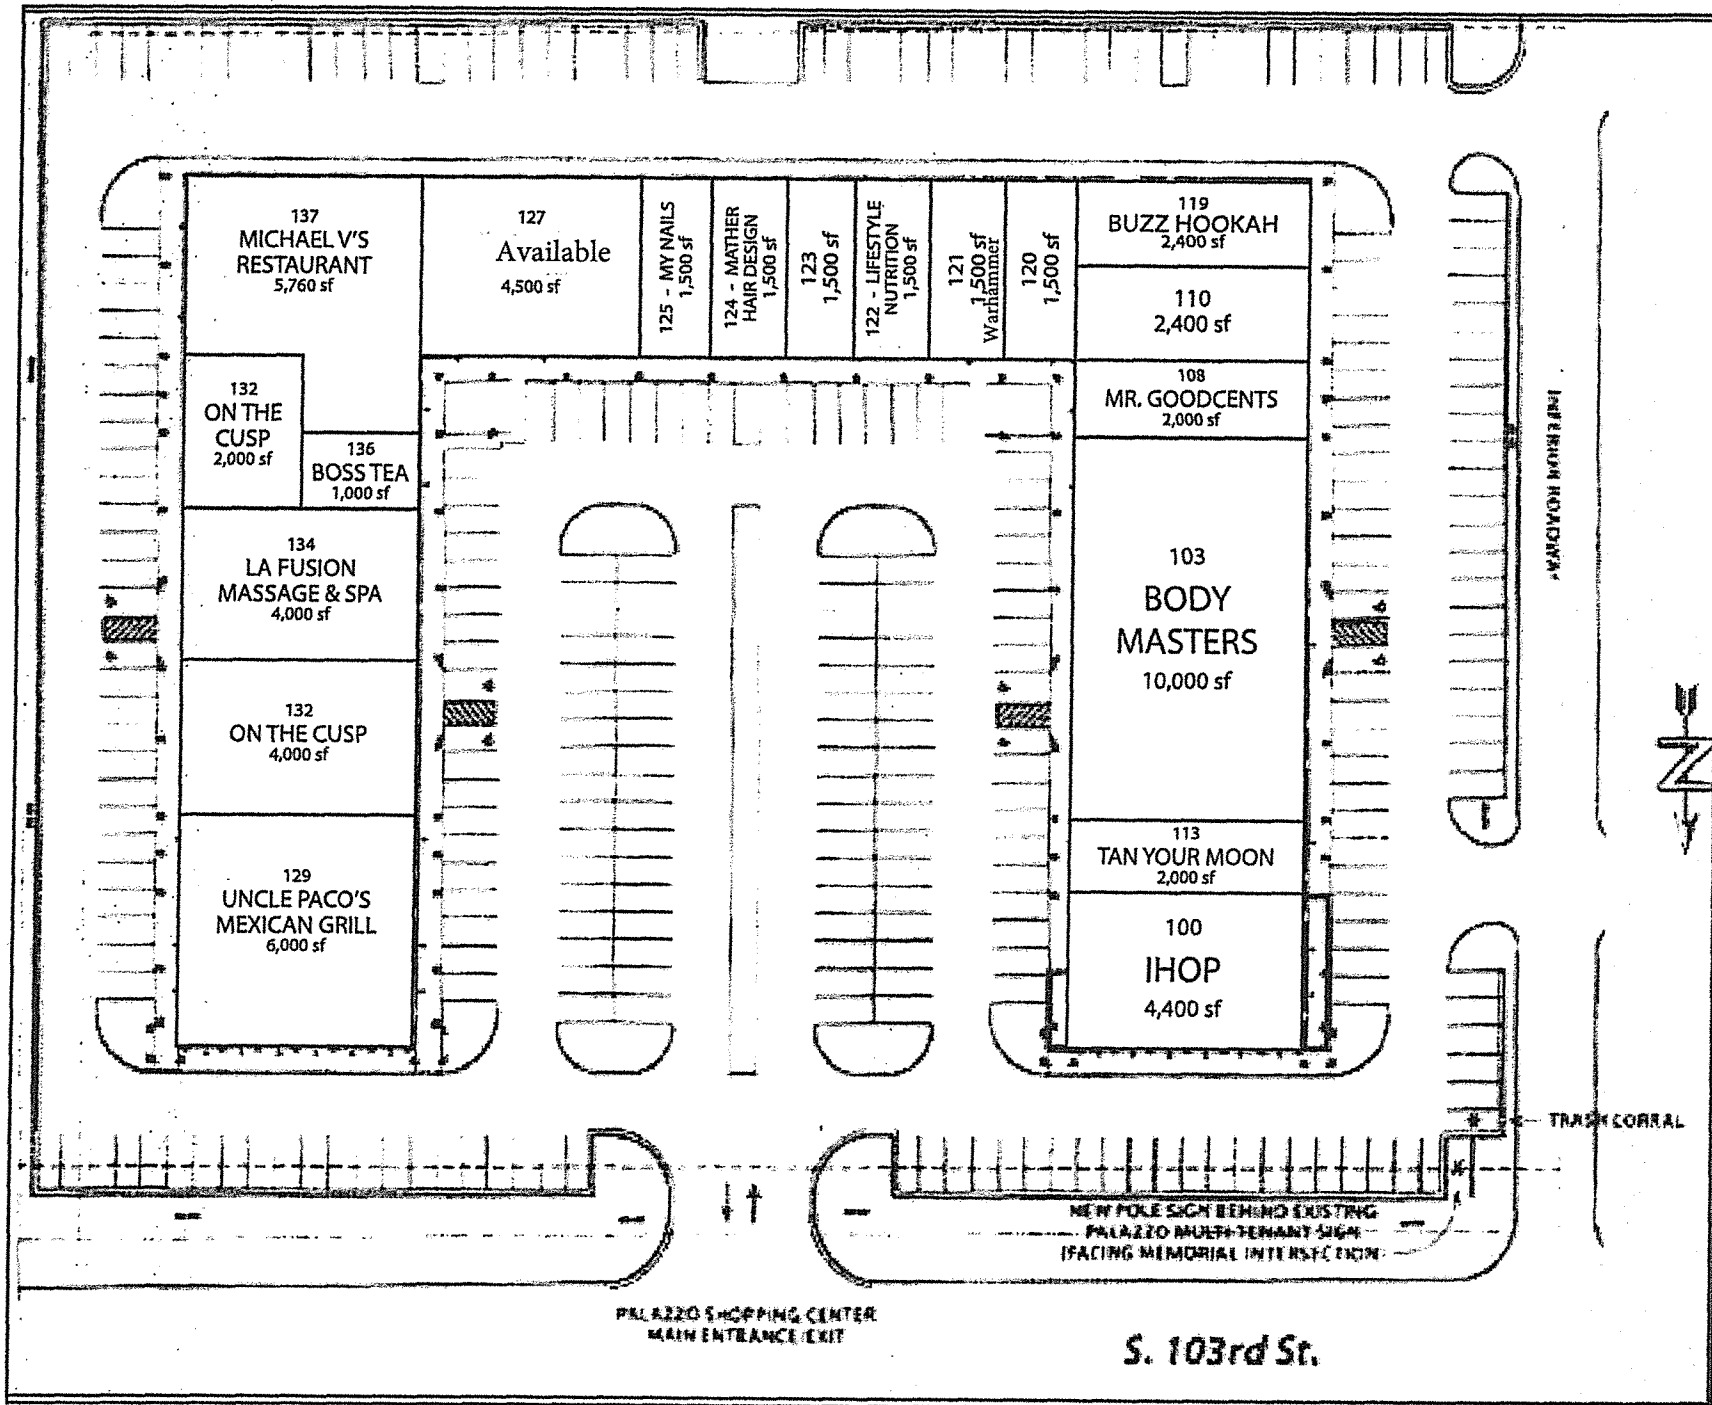 137
MICHAEL V'S
RESTAURANT
5,760 sf
127
Available
4,500 sf
125 - MY NAILS
1,500 sf
124 - MATHER
HAIR DESIGN
1,500 sf
123
1,500 sf
122 - LIFESTYLE
NUTRITION
1,500 sf
121
1,500 sf
Warhammer
120
1,500 sf
119
BUZZ HOOKAH
2,400 sf
110
2,400 sf
132
ON THE
CUSP
2,000 sf
136
BOSS TEA
1,000 sf
108
MR. GOODCENTS
2,000 sf
134
LA FUSION
MASSAGE & SPA
4,000 sf
103
BODY
MASTERS
10,000 sf
132
ON THE CUSP
4,000 sf
113
TAN YOUR MOON
2,000 sf
129
UNCLE PACO'S
MEXICAN GRILL
6,000 sf
100
IHOP
4,400 sf
INTERIOR ROADWAY
N
TRASH CORRAL
NEW POLE SIGN BEHIND EXISTING
PALAZZO MULTI-TENANT SIGN
(FACING MEMORIAL INTERSECTION
PALAZZO SHOPPING CENTER
MAIN ENTRANCE/EXIT
S. 103rd St.